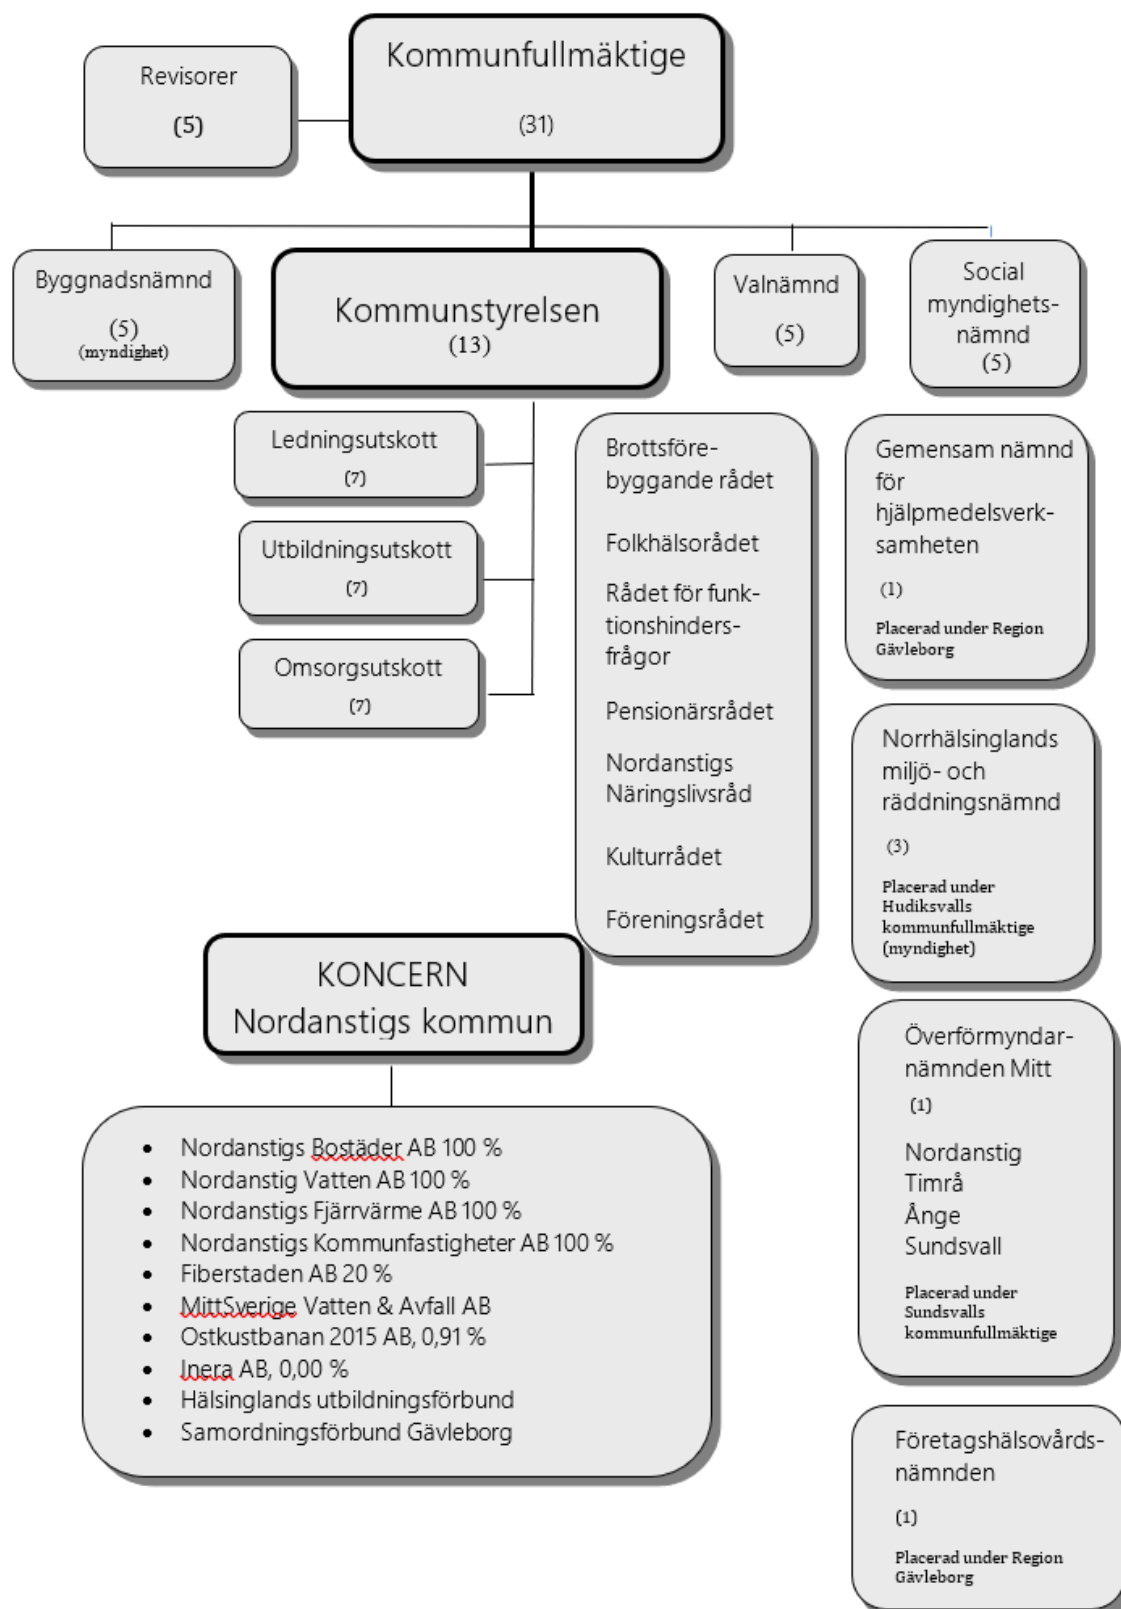 Kommunfullmäktige
(31)
Revisorer
(5)
Byggnadsnämnd
(5)
(myndighet)
Kommunstyrelsen
(13)
Valnämnd
(5)
Social
myndighets-
nämnd
(5)
Ledningsutskott
(7)
Utbildningsutskott
(7)
Omsorgsutskott
(7)
Brottsföre-
byggande rådet
Folkhälsorådet
Rådet för funk-
tionshinders-
frågor
Pensionärsrådet
Nordanstigs
Näringslivsråd
Kulturrådet
Föreningsrådet
Gemensam nämnd
för
hjälpmedelsverk-
samheten
(1)
Placerad under Region
Gävleborg
Norrhälsinglands
miljö- och
räddningsnämnd
(3)
Placerad under
Hudiksvalls
kommunfullmäktige
(myndighet)
Överförmyndar-
nämnden Mitt
(1)
Nordanstig
Timrå
Ånge
Sundsvall
Placerad under
Sundsvalls
kommunfullmäktige
Företagshälsovårds-
nämnden
(1)
Placerad under Region
Gävleborg
KONCERN
Nordanstigs kommun
• Nordanstigs Bostäder AB 100 %
• Nordanstig Vatten AB 100 %
• Nordanstigs Fjärrvärme AB 100 %
• Nordanstigs Kommunfastigheter AB 100 %
• Fiberstaden AB 20 %
• MittSverige Vatten & Avfall AB
• Ostkustbanan 2015 AB, 0,91 %
• Inera AB, 0,00 %
• Hälsinglands utbildningsförbund
• Samordningsförbund Gävleborg